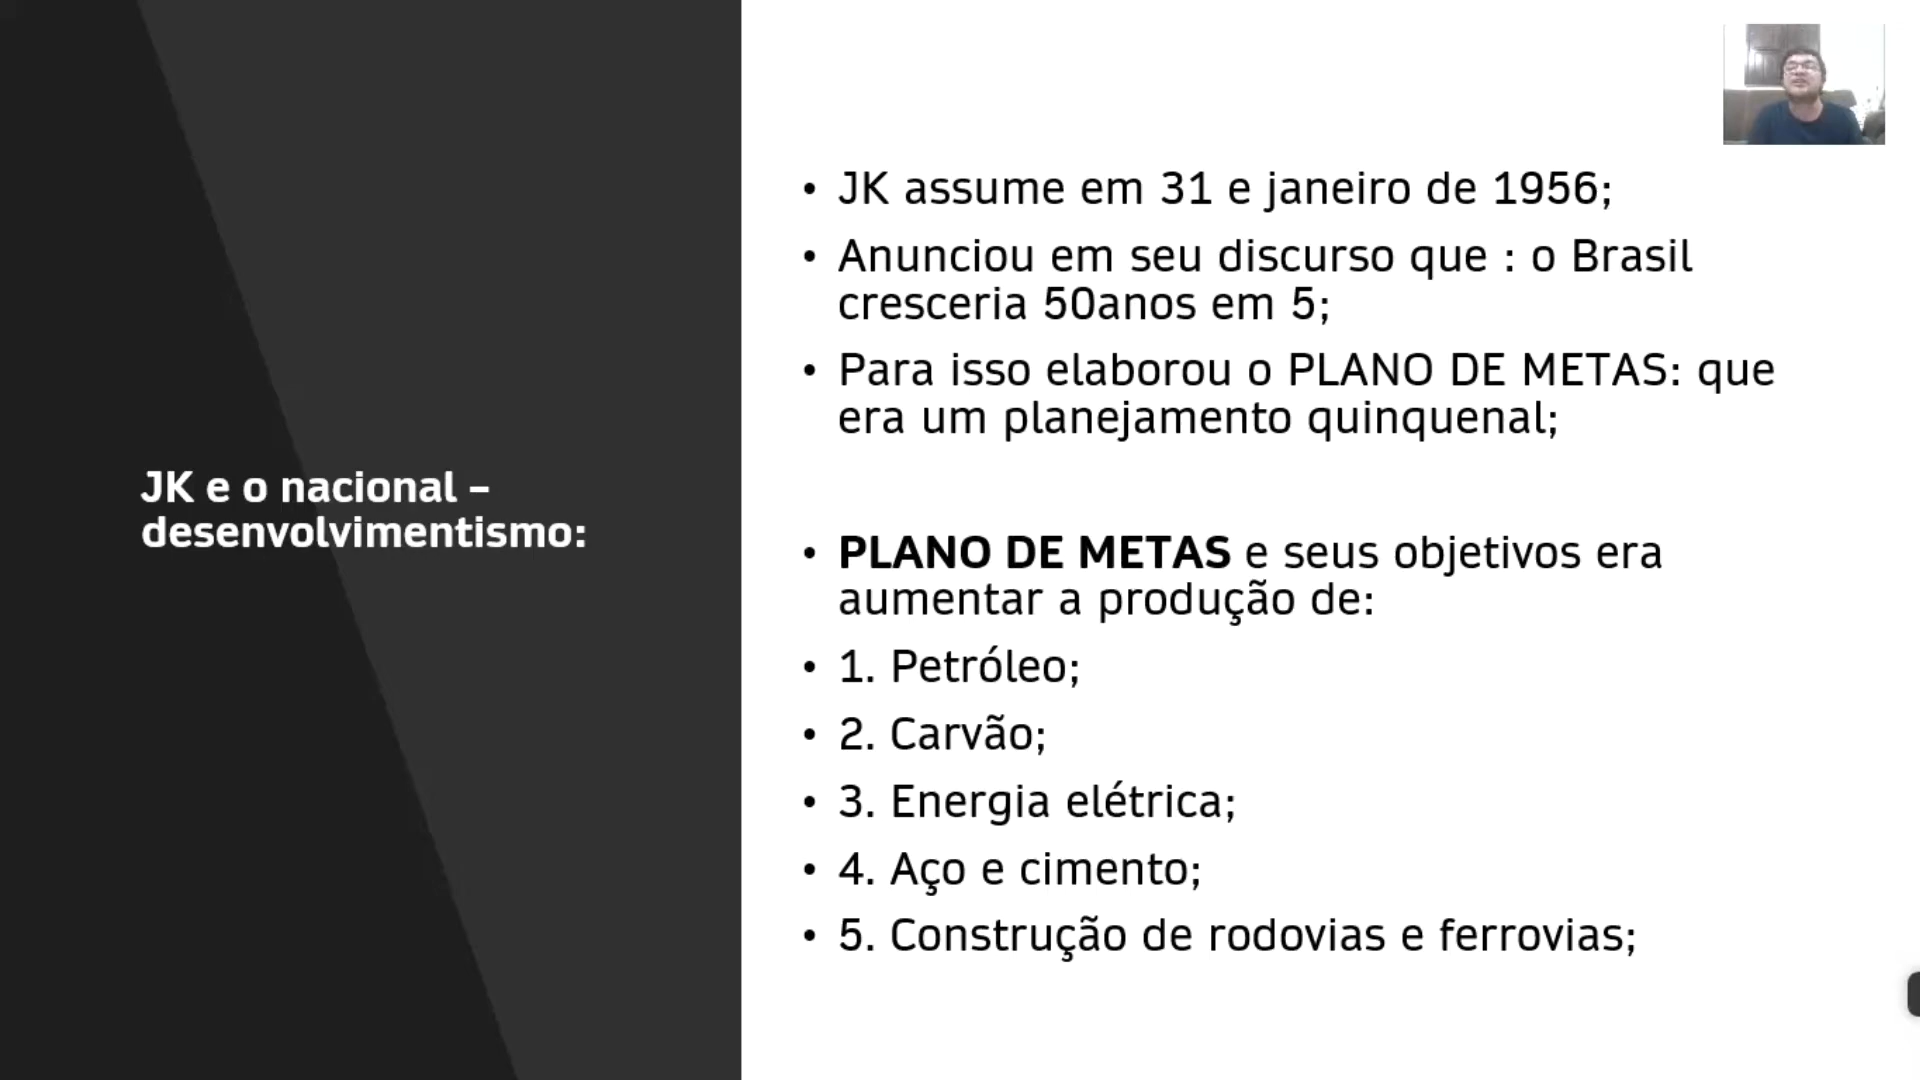 JK e o nacional –
desenvolvimentismo:
• JK assume em 31 e janeiro de 1956;
• Anunciou em seu discurso que : o Brasil
cresceria 50anos em 5;
• Para isso elaborou o PLANO DE METAS: que
era um planejamento quinquenal;
• PLANO DE METAS e seus objetivos era
aumentar a produção de:
• 1. Petróleo;
• 2. Carvão;
• 3. Energia elétrica;
• 4. Aço e cimento;
• 5. Construção de rodovias e ferrovias;